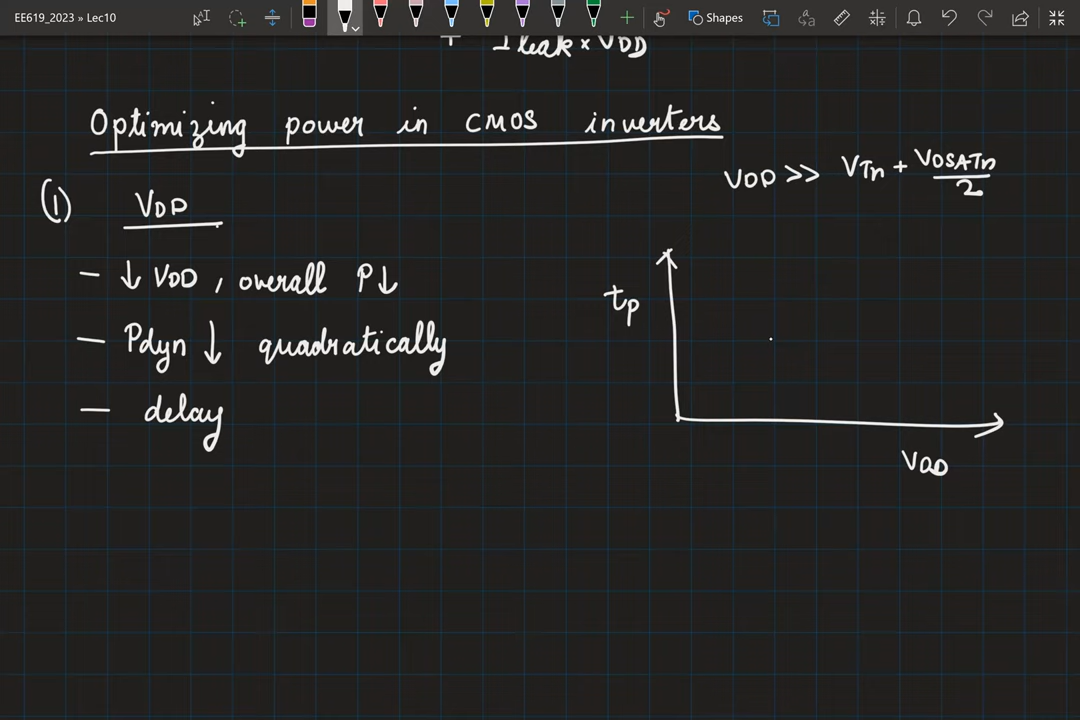 EE619_2023 » Lec10
Shapes
+ Ileak × VDD
Optimizing power in CMOS inverters
VDD >> VTn + VDSATn/2
(1) VDD
– ↓ VDD, overall P↓
– Pdyn ↓ quadratically
– delay
tp
VDD